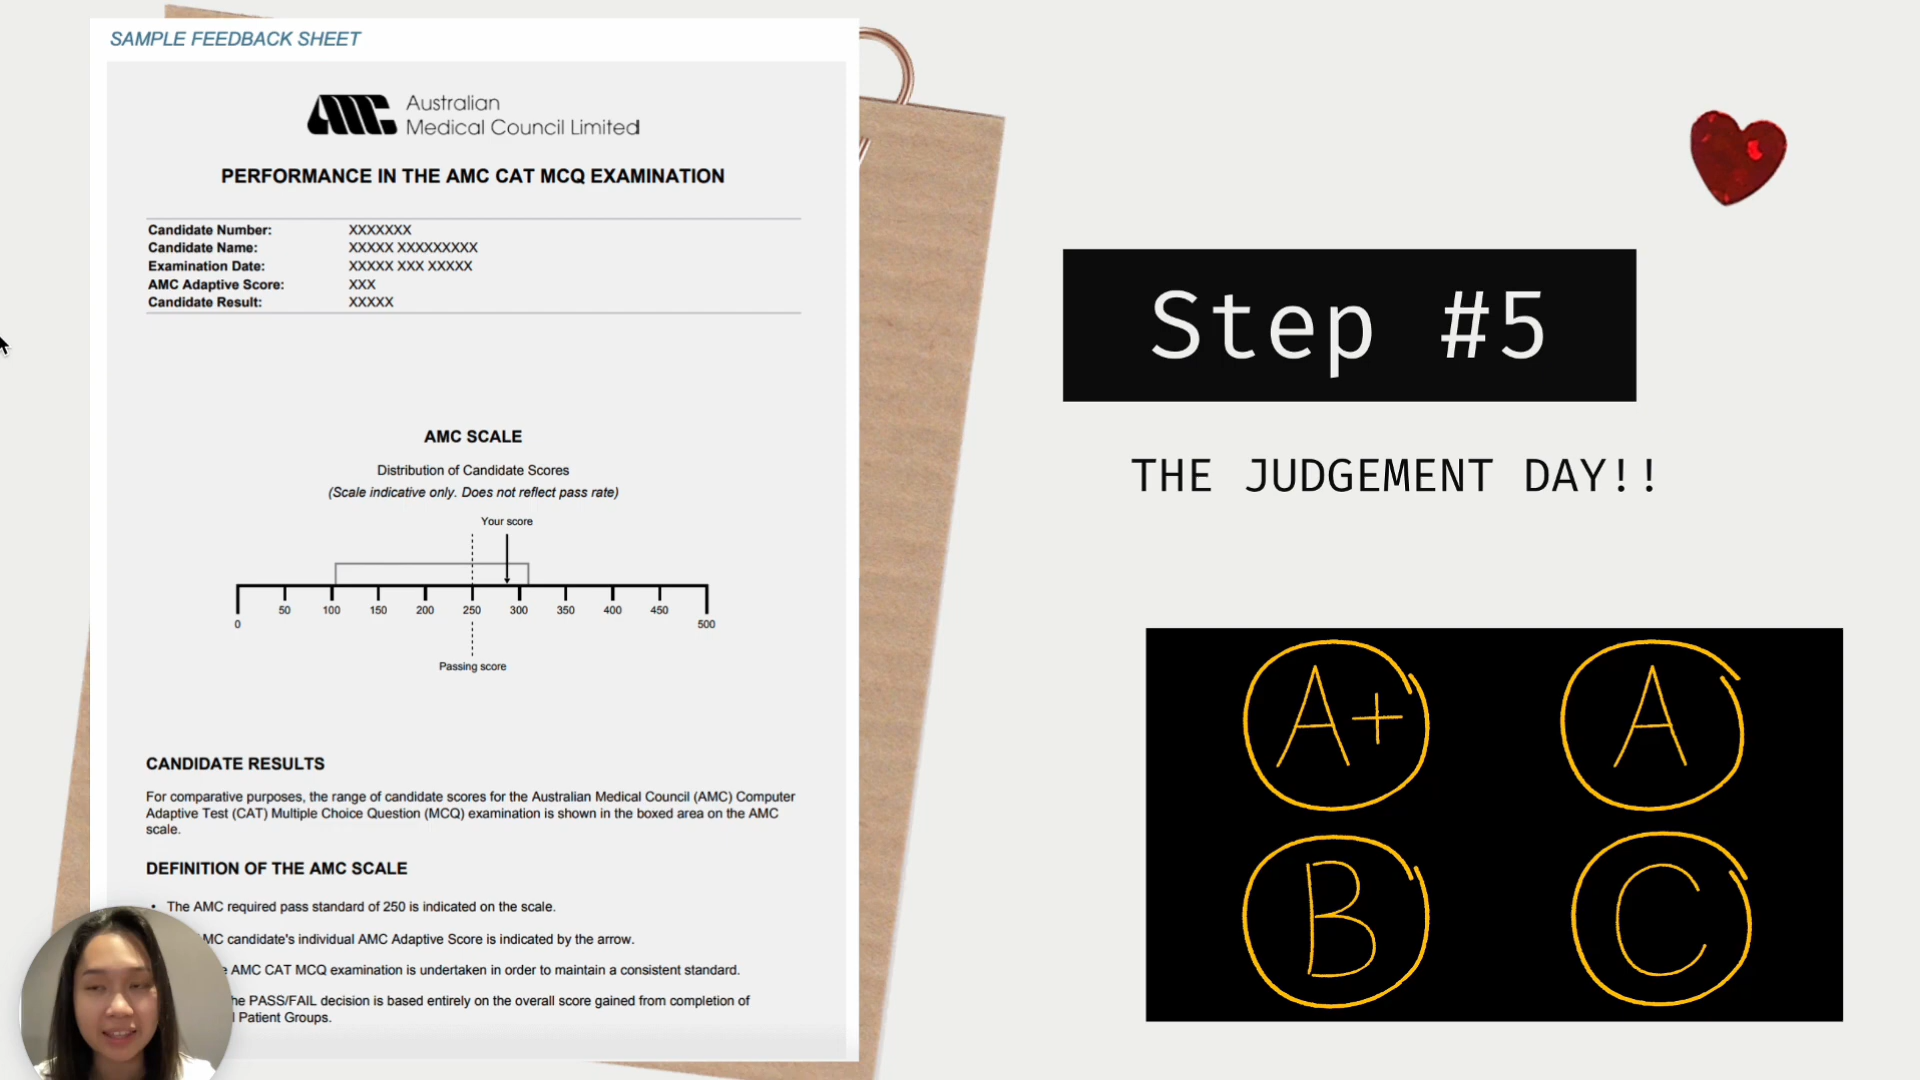 SAMPLE FEEDBACK SHEET
AMC
Australian
Medical Council Limited
PERFORMANCE IN THE AMC CAT MCQ EXAMINATION
Candidate Number: XXXXXXX
Candidate Name: XXXXX XXXXXXXXX
Examination Date: XXXXX XXX XXXXX
AMC Adaptive Score: XXX
Candidate Result: XXXXX
AMC SCALE
Distribution of Candidate Scores
(Scale indicative only. Does not reflect pass rate)
Your score
50 100 150 200 250 300 350 400 450
0 500
Passing score
CANDIDATE RESULTS
For comparative purposes, the range of candidate scores for the Australian Medical Council (AMC) Computer
Adaptive Test (CAT) Multiple Choice Question (MCQ) examination is shown in the boxed area on the AMC
scale.
DEFINITION OF THE AMC SCALE
• The AMC required pass standard of 250 is indicated on the scale.
AMC candidate's individual AMC Adaptive Score is indicated by the arrow.
AMC CAT MCQ examination is undertaken in order to maintain a consistent standard.
the PASS/FAIL decision is based entirely on the overall score gained from completion of
Patient Groups.
Step #5
THE JUDGEMENT DAY!!
A+ A
B C